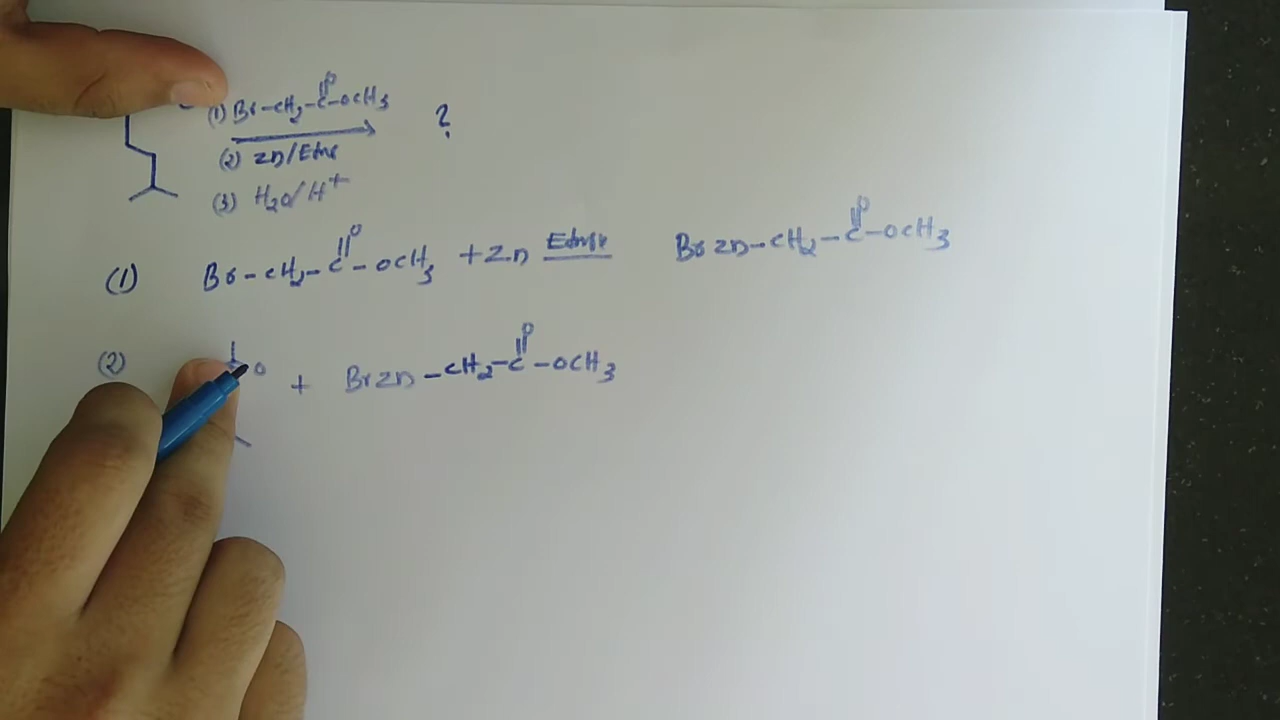 (1) Br-CH2-C-OCH3
O
?
(2) Zn/Ether
(3) H2O/H+
(1) Br-CH2-C-OCH3 +Zn Ether BrZn-CH2-C-OCH3
O O
(2) O + BrZn-CH2-C-OCH3
O